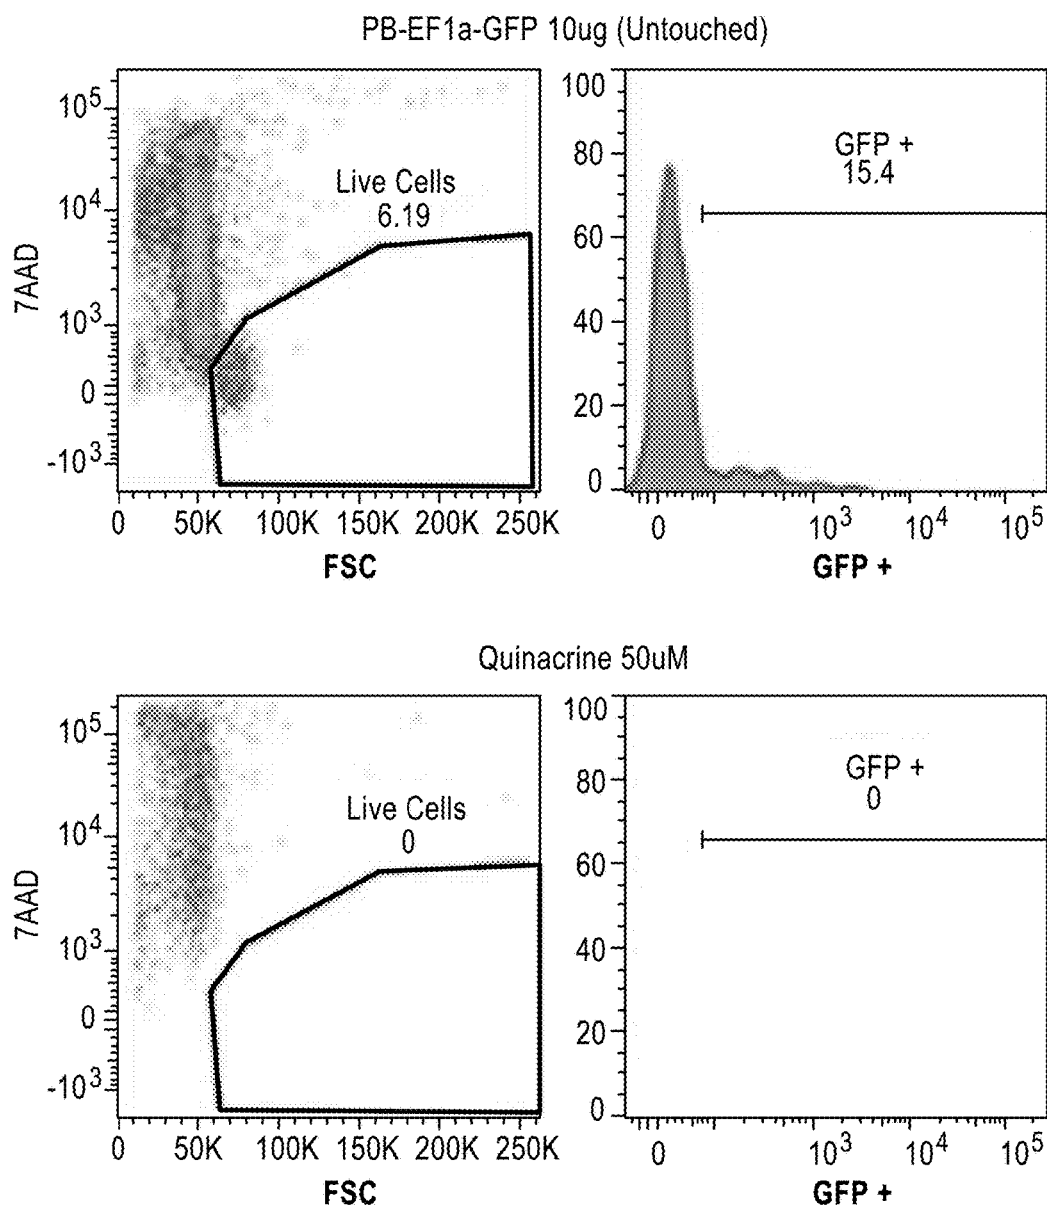 PB-EF1a-GFP 10ug (Untouched)
7AAD
10^5
10^4
10^3
0
-10^3
Live Cells
6.19
0 50K 100K 150K 200K 250K
FSC
100
80
60
40
20
0
GFP +
15.4
0 10^3 10^4 10^5
GFP +
Quinacrine 50uM
7AAD
10^5
10^4
10^3
0
-10^3
Live Cells
0
0 50K 100K 150K 200K 250K
FSC
100
80
60
40
20
0
GFP +
0
0 10^3 10^4 10^5
GFP +